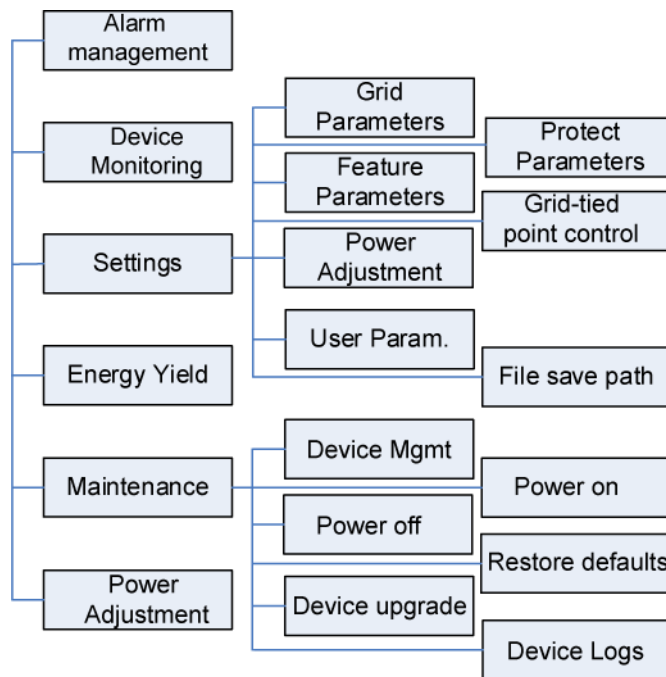 Alarm
management
Device
Monitoring
Settings
Energy Yield
Maintenance
Power
Adjustment
Grid
Parameters
Protect
Parameters
Feature
Parameters
Grid-tied
point control
Power
Adjustment
User Param.
File save path
Device Mgmt
Power on
Power off
Restore defaults
Device upgrade
Device Logs